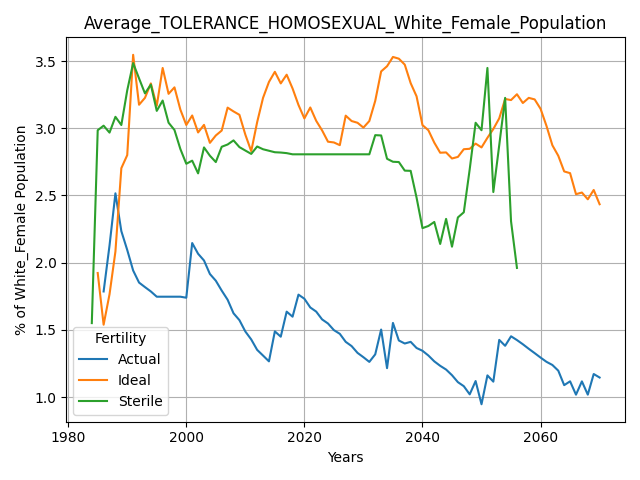 Average_TOLERANCE_HOMOSEXUAL_White_Female_Population
% of White_Female Population
3.5
3.0
2.5
2.0
1.5
1.0
Fertility
Actual
Ideal
Sterile
1980
2000
2020
2040
2060
Years